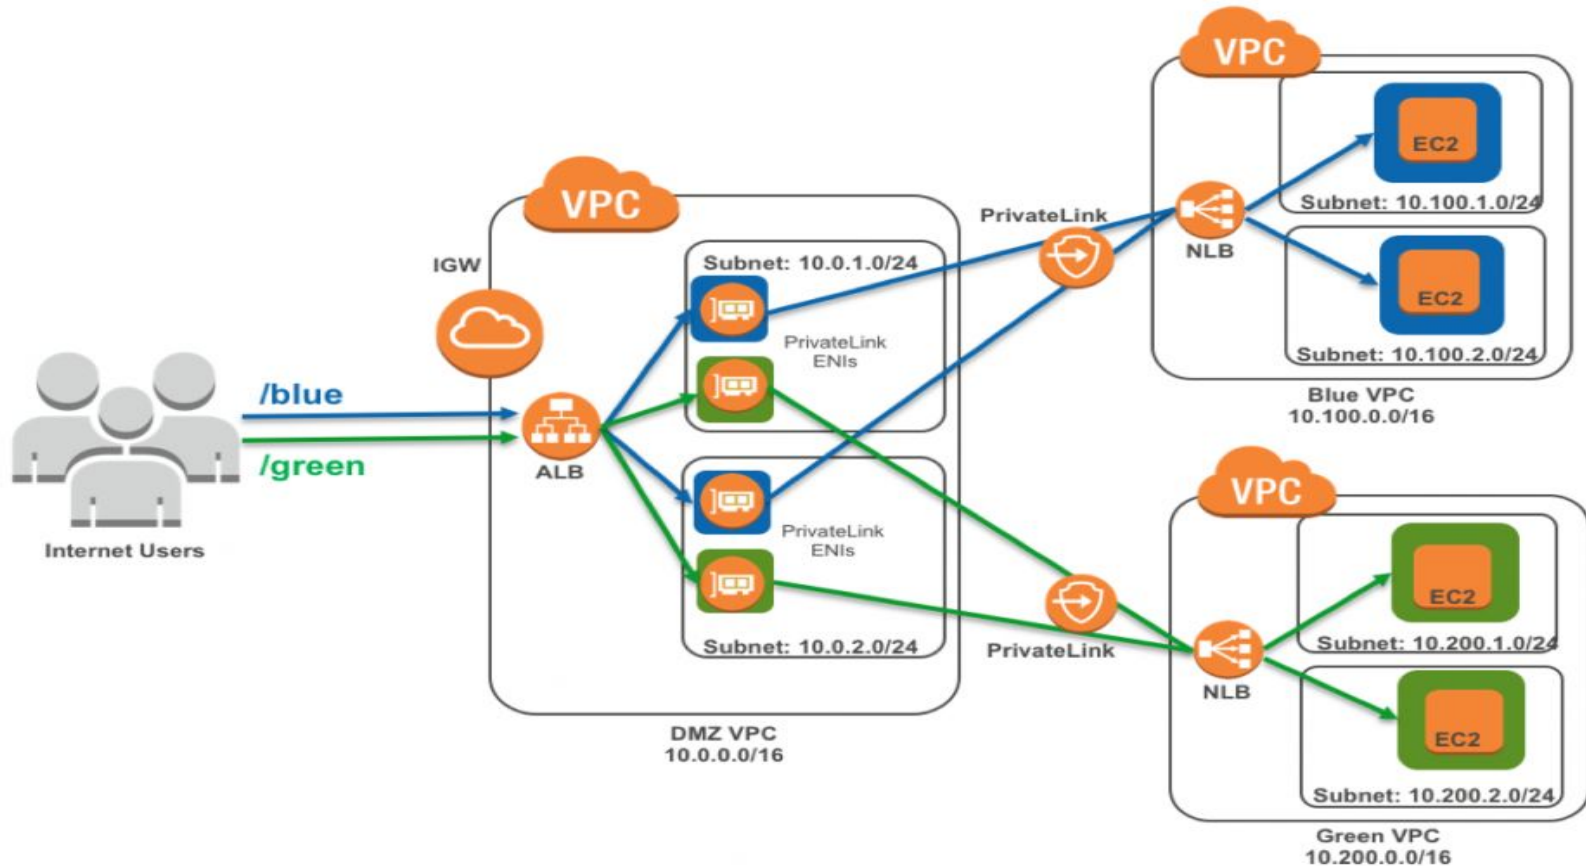 VPC
EC2
Subnet: 10.100.1.0/24
PrivateLink
NLB
EC2
Subnet: 10.100.2.0/24
Blue VPC
10.100.0.0/16
VPC
IGW
Subnet: 10.0.1.0/24
PrivateLink
ENIs
/blue
/green
ALB
Internet Users
PrivateLink
ENIs
Subnet: 10.0.2.0/24
DMZ VPC
10.0.0.0/16
VPC
EC2
Subnet: 10.200.1.0/24
PrivateLink
NLB
EC2
Subnet: 10.200.2.0/24
Green VPC
10.200.0.0/16